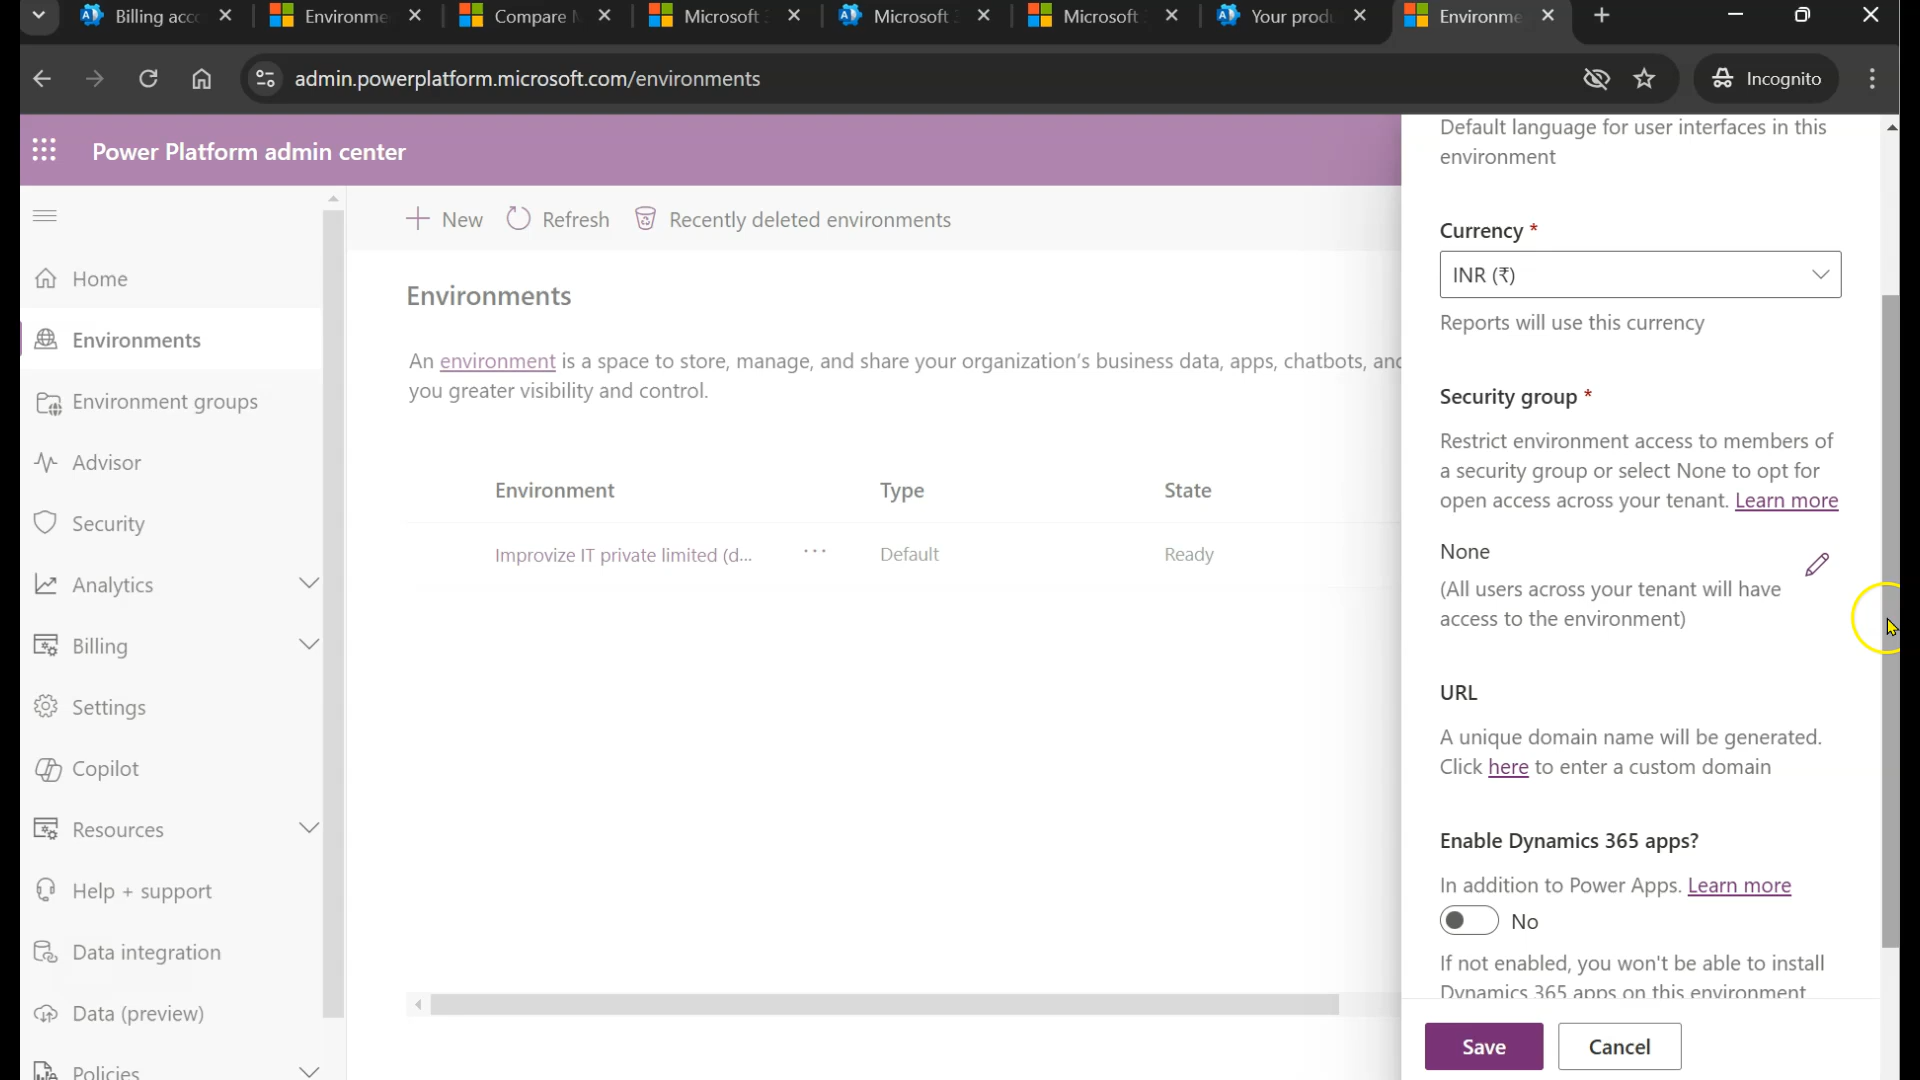 Billing acc
Environme
Compare
Microsoft
Microsoft
Microsoft
Your prod
Environme
admin.powerplatform.microsoft.com/environments
Incognito
Power Platform admin center
Home
Environments
Environment groups
Advisor
Security
Analytics
Billing
Settings
Copilot
Resources
Help + support
Data integration
Data (preview)
Policies
New
Refresh
Recently deleted environments
Environments
An environment is a space to store, manage, and share your organization's business data, apps, chatbots, and
you greater visibility and control.
Environment Type State
Improvize IT private limited (d... ··· Default Ready
Default language for user interfaces in this
environment
Currency *
INR (₹)
Reports will use this currency
Security group *
Restrict environment access to members of
a security group or select None to opt for
open access across your tenant. Learn more
None
(All users across your tenant will have
access to the environment)
URL
A unique domain name will be generated.
Click here to enter a custom domain
Enable Dynamics 365 apps?
In addition to Power Apps. Learn more
No
If not enabled, you won't be able to install
Dynamics 365 apps on this environment
Save
Cancel